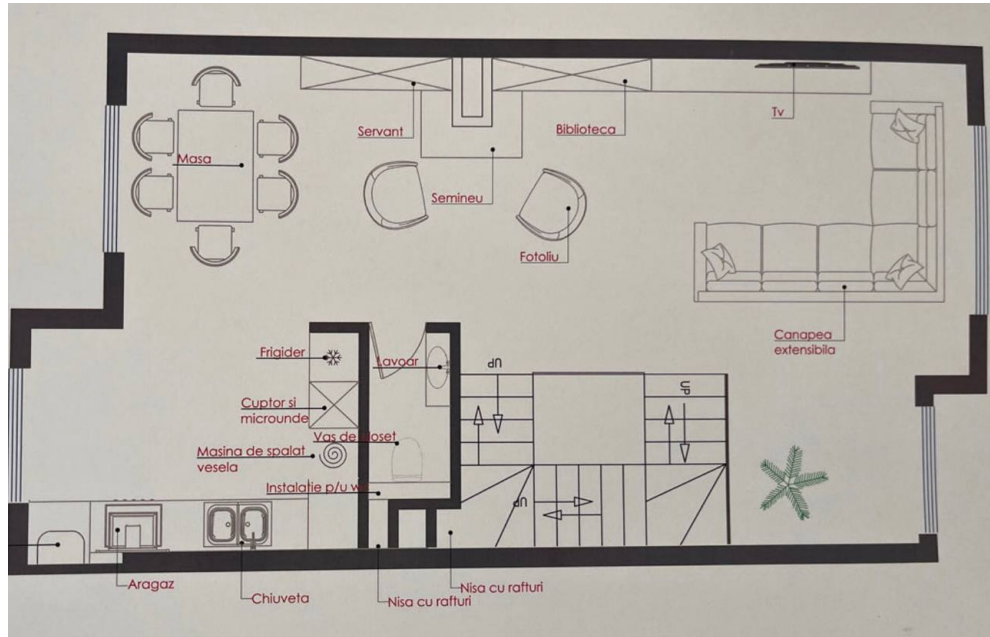 Tv
Servant
Biblioteca
Masa
Semineu
Fotoliu
Canapea
extensibila
Frigider
Lavoar
UP
UP
Cuptor si
microunde
Vas de closet
Masina de spalat
vesela
Instalatie p/u wc
UP
Aragaz
Chiuveta
Nisa cu rafturi
Nisa cu rafturi